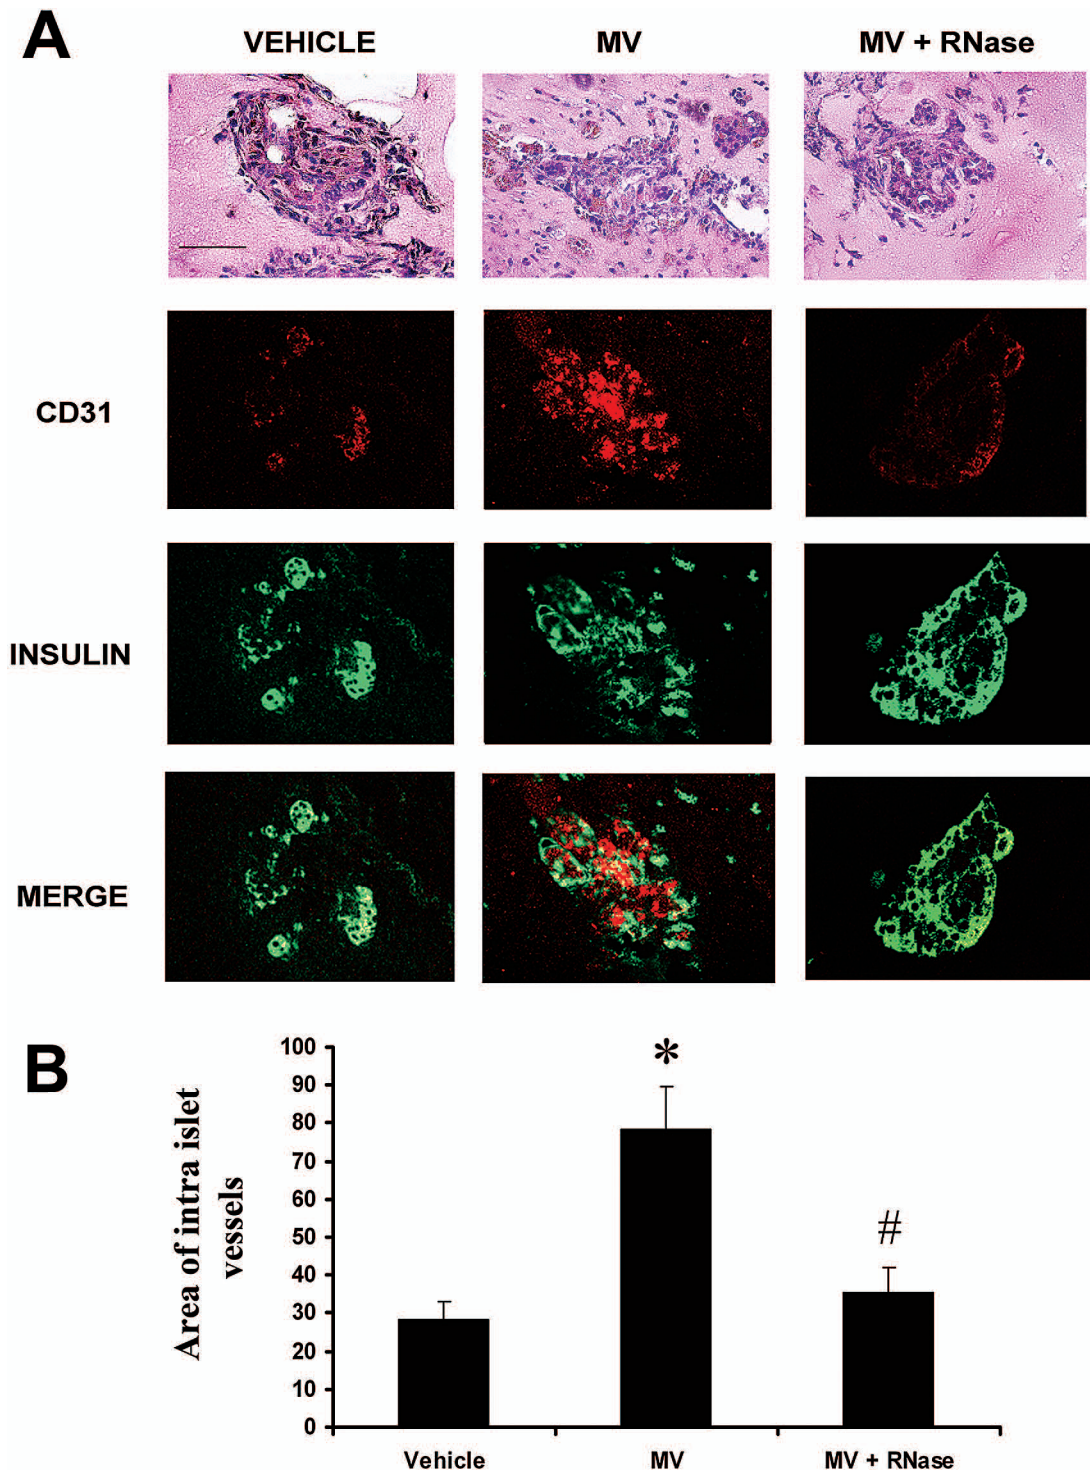 A
VEHICLE
MV
MV + RNase
CD31
INSULIN
MERGE
B
Area of intra islet
vessels
100
90
80
70
60
50
40
30
20
10
0
*
#
Vehicle
MV
MV + RNase